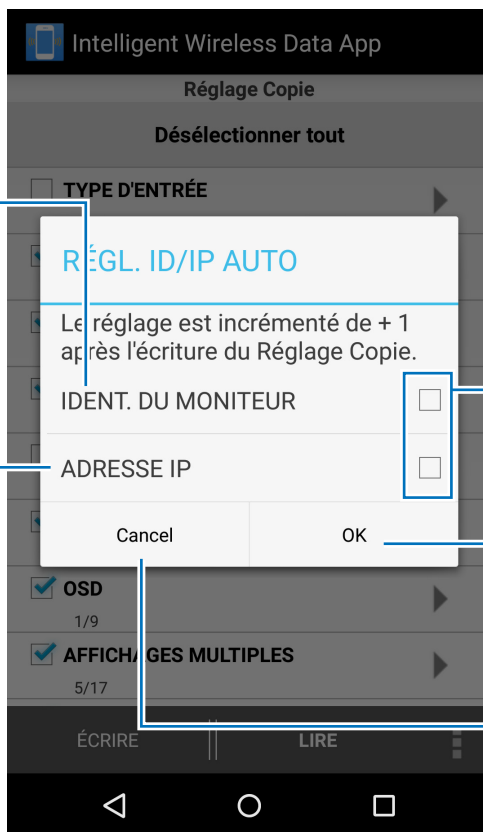 Intelligent Wireless Data App
Réglage Copie
Désélectionner tout
TYPE D'ENTRÉE
RÉGL. ID/IP AUTO
Le réglage est incrémenté de + 1
après l'écriture du Réglage Copie.
IDENT. DU MONITEUR
ADRESSE IP
Cancel OK
OSD
1/9
AFFICHAGES MULTIPLES
5/17
ÉCRIRE LIRE